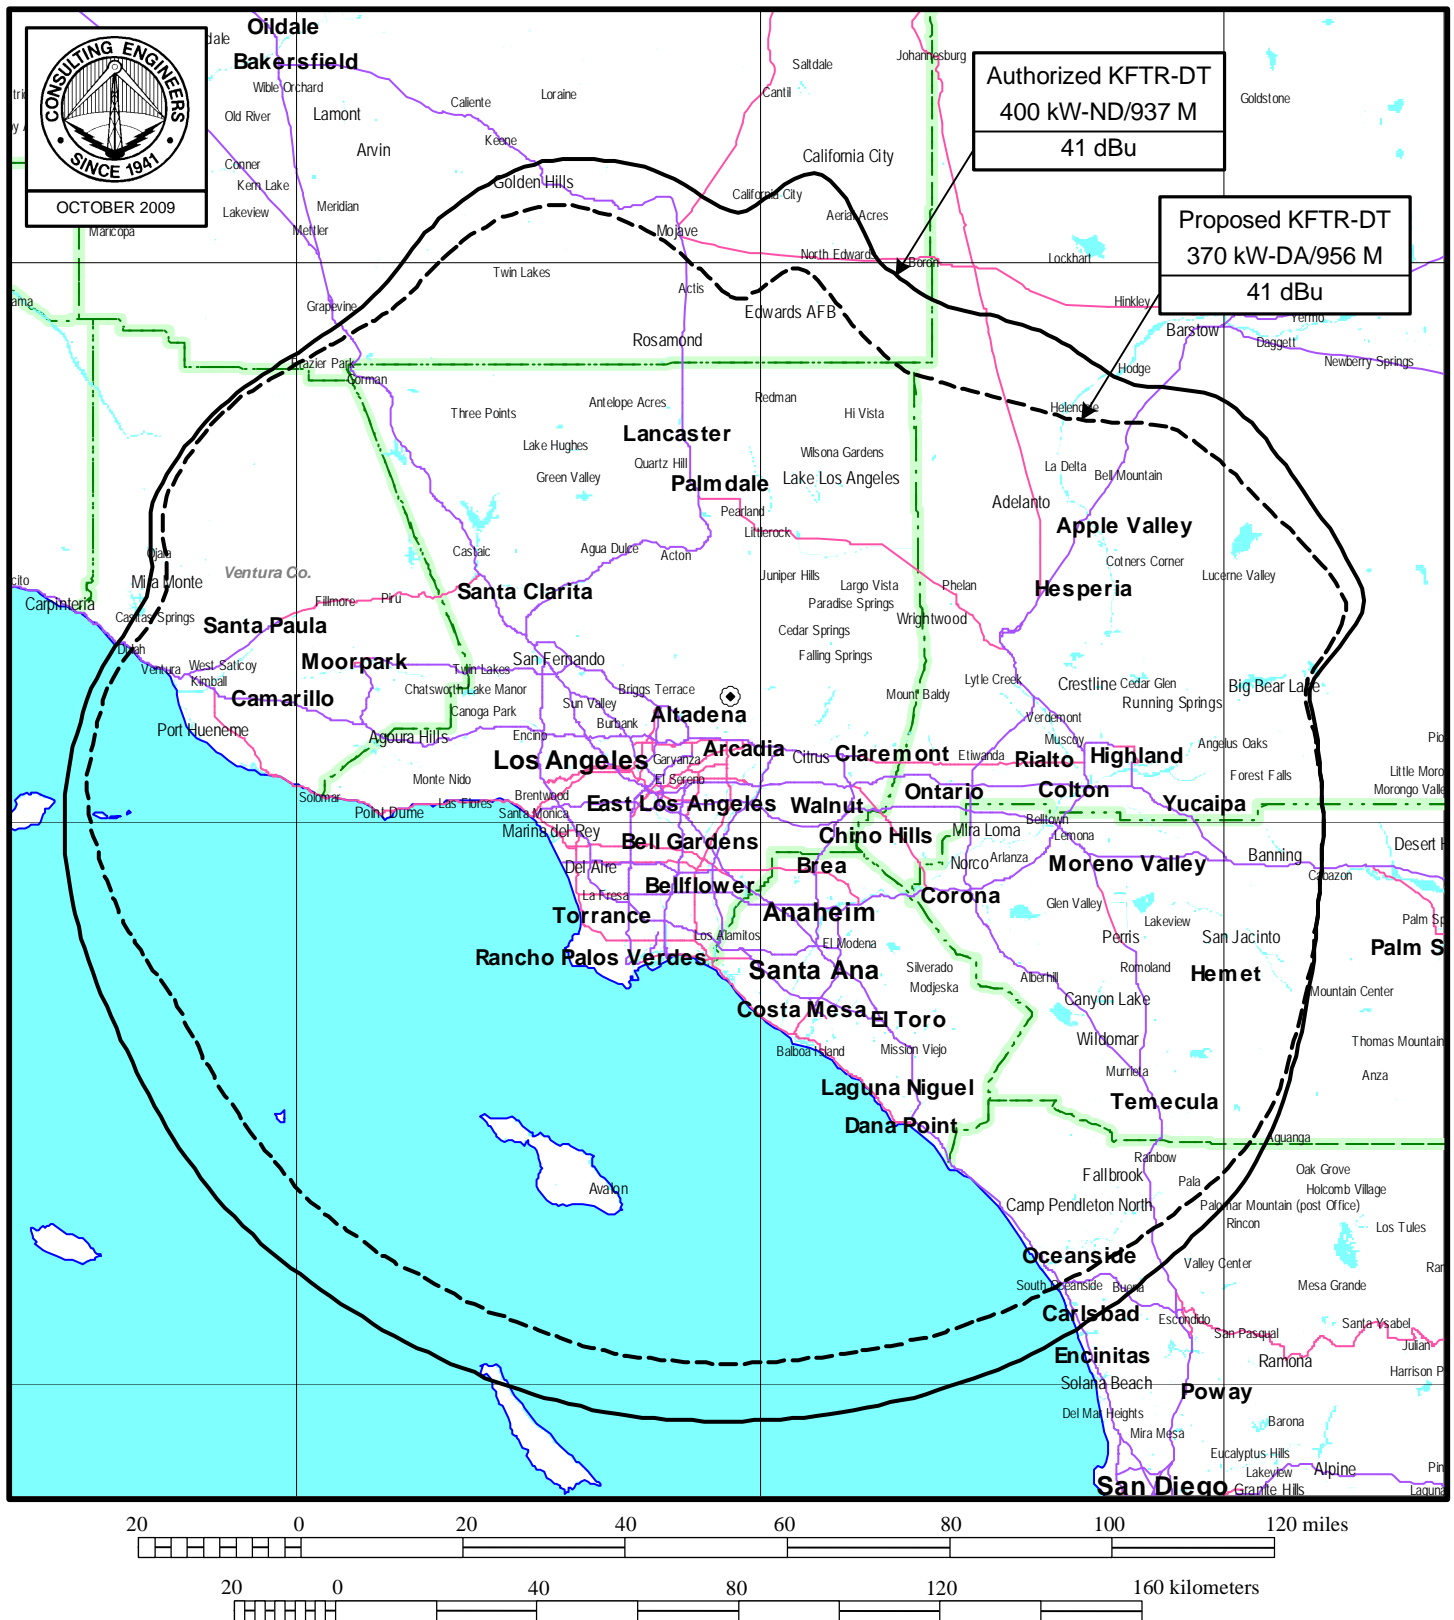 Oildale
dale
Bakersfield
Wible Orchard
Old River
Lamont
Caliente
Loraine
Saltdale
Cantil
Johannesburg
Goldstone
CONSULTING ENGINEERS
SINCE 1941
OCTOBER 2009
Authorized KFTR-DT
400 kW-ND/937 M
41 dBu
Proposed KFTR-DT
370 kW-DA/956 M
41 dBu
Conner
Arvin
Keene
California City
Kern Lake
Golden Hills
California City
Lakeview
Meridian
Aerial Acres
Maricopa
Mettler
Mojave
North Edwards
Boron
Lockhart
Twin Lakes
Actis
Hinkley
Grapevine
Edwards AFB
Yermo
Rosamond
Barstow
Daggett
Newberry Springs
Frazier Park
Gorman
Hodge
Three Points
Antelope Acres
Redman
Hi Vista
Helendale
Lancaster
Lake Hughes
Quartz Hill
Wilsona Gardens
Green Valley
Palmdale
Lake Los Angeles
La Delta
Bell Mountain
Adelanto
Pearland
Littlerock
Apple Valley
Ojala
Castaic
Agua Dulce
Acton
Cotners Corner
Mira Monte
Ventura Co.
Juniper Hills
Lucerne Valley
Carpinteria
Santa Clarita
Largo Vista
Phelan
Hesperia
Fillmore
Piru
Paradise Springs
Casitas Springs
Santa Paula
Wrightwood
Cedar Springs
Dulah
Falling Springs
Ventura
West Saticoy
Moorpark
Twin Lakes
San Fernando
Kimball
Lytle Creek
Crestline
Cedar Glen
Big Bear Lake
Camarillo
Chatsworth Lake Manor
Briggs Terrace
Mount Baldy
Running Springs
Canoga Park
Sun Valley
Altadena
Verdemont
Port Hueneme
Burbank
Agoura Hills
Encino
Muscoy
Angelus Oaks
Los Angeles
Arcadia
Citrus
Claremont
Etiwanda
Rialto
Highland
Garvanza
Monte Nido
El Sereno
Forest Falls
Little Moro
Solomar
Brentwood
Ontario
Colton
Morongo Valle
Point Dume
Las Flores
East Los Angeles
Walnut
Yucaipa
Santa Monica
Belltown
Marina del Rey
Bell Gardens
Chino Hills
Mira Loma
Lemona
Desert H
Del Aire
Brea
Norco
Arlanza
Moreno Valley
Banning
Cabazon
La Fresa
Bellflower
Corona
Glen Valley
Torrance
Anaheim
Lakeview
Palm Sp
Los Alamitos
El Modena
Perris
San Jacinto
Palm S
Rancho Palos Verdes
Santa Ana
Silverado
Alberhill
Romoland
Hemet
Modjeska
Canyon Lake
Mountain Center
Costa Mesa
El Toro
Wildomar
Thomas Mountain
Balboa Island
Mission Viejo
Murrieta
Anza
Laguna Niguel
Temecula
Dana Point
Aguanga
Rainbow
Fallbrook
Pala
Oak Grove
Avalon
Holcomb Village
Camp Pendleton North
Palomar Mountain (post Office)
Rincon
Los Tules
Oceanside
Valley Center
South Oceanside
Buena
Mesa Grande
Carlsbad
Escondido
San Pasqual
Santa Ysabel
Julian
Encinitas
Ramona
Harrison P
Solana Beach
Poway
Del Mar Heights
Barona
Mira Mesa
Eucalyptus Hills
Lakeview
Alpine
San Diego
Granite Hills
Laguna
20 0 20 40 60 80 100 120 miles
20 0 40 80 120 160 kilometers